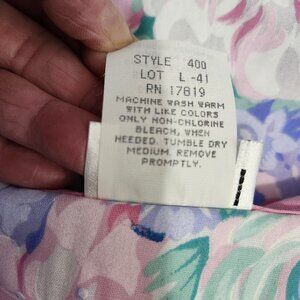 STYLE 400
LOT L-41
RN 17819
MACHINE WASH WARM
WITH LIKE COLORS
ONLY NON-CHLORINE
BLEACH, WHEN
NEEDED. TUMBLE DRY
MEDIUM. REMOVE
PROMPTLY.